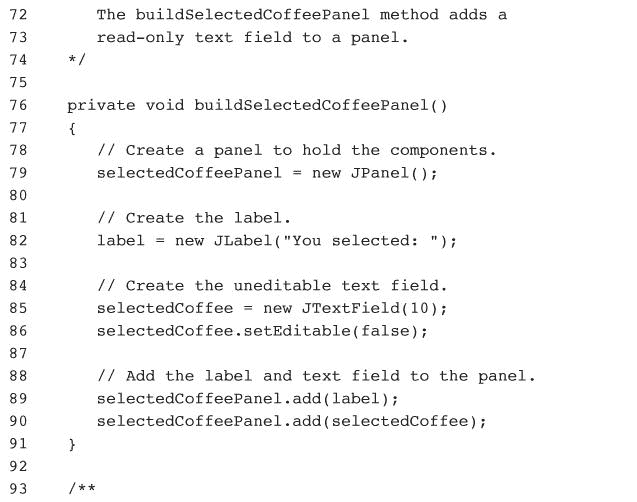 72 The buildSelectedCoffeePanel method adds a
73 read-only text field to a panel.
74 */
75
76 private void buildSelectedCoffeePanel()
77 {
78 // Create a panel to hold the components.
79 selectedCoffeePanel = new JPanel();
80
81 // Create the label.
82 label = new JLabel("You selected: ");
83
84 // Create the uneditable text field.
85 selectedCoffee = new JTextField(10);
86 selectedCoffee.setEditable(false);
87
88 // Add the label and text field to the panel.
89 selectedCoffeePanel.add(label);
90 selectedCoffeePanel.add(selectedCoffee);
91 }
92
93 /**